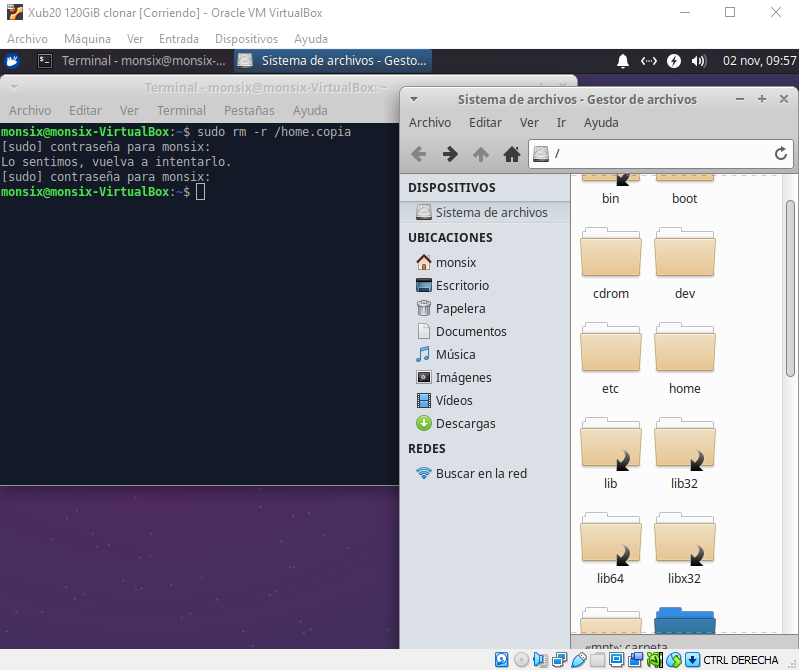 Xub20 120GiB clonar [Corriendo] - Oracle VM VirtualBox
Archivo Máquina Ver Entrada Dispositivos Ayuda
Terminal - monsix@monsix-... Sistema de archivos - Gesto... 02 nov, 09:57
Terminal - monsix@monsix-VirtualBox: ~
Archivo Editar Ver Terminal Pestañas Ayuda
monsix@monsix-VirtualBox:~$ sudo rm -r /home.copia
[sudo] contraseña para monsix:
Lo sentimos, vuelva a intentarlo.
[sudo] contraseña para monsix:
monsix@monsix-VirtualBox:~$
Sistema de archivos - Gestor de archivos
Archivo Editar Ver Ir Ayuda
/
DISPOSITIVOS
Sistema de archivos
UBICACIONES
monsix
Escritorio
Papelera
Documentos
Música
Imágenes
Vídeos
Descargas
REDES
Buscar en la red
bin boot
cdrom dev
etc home
lib lib32
lib64 libx32
«mnt»: carpeta
CTRL DERECHA